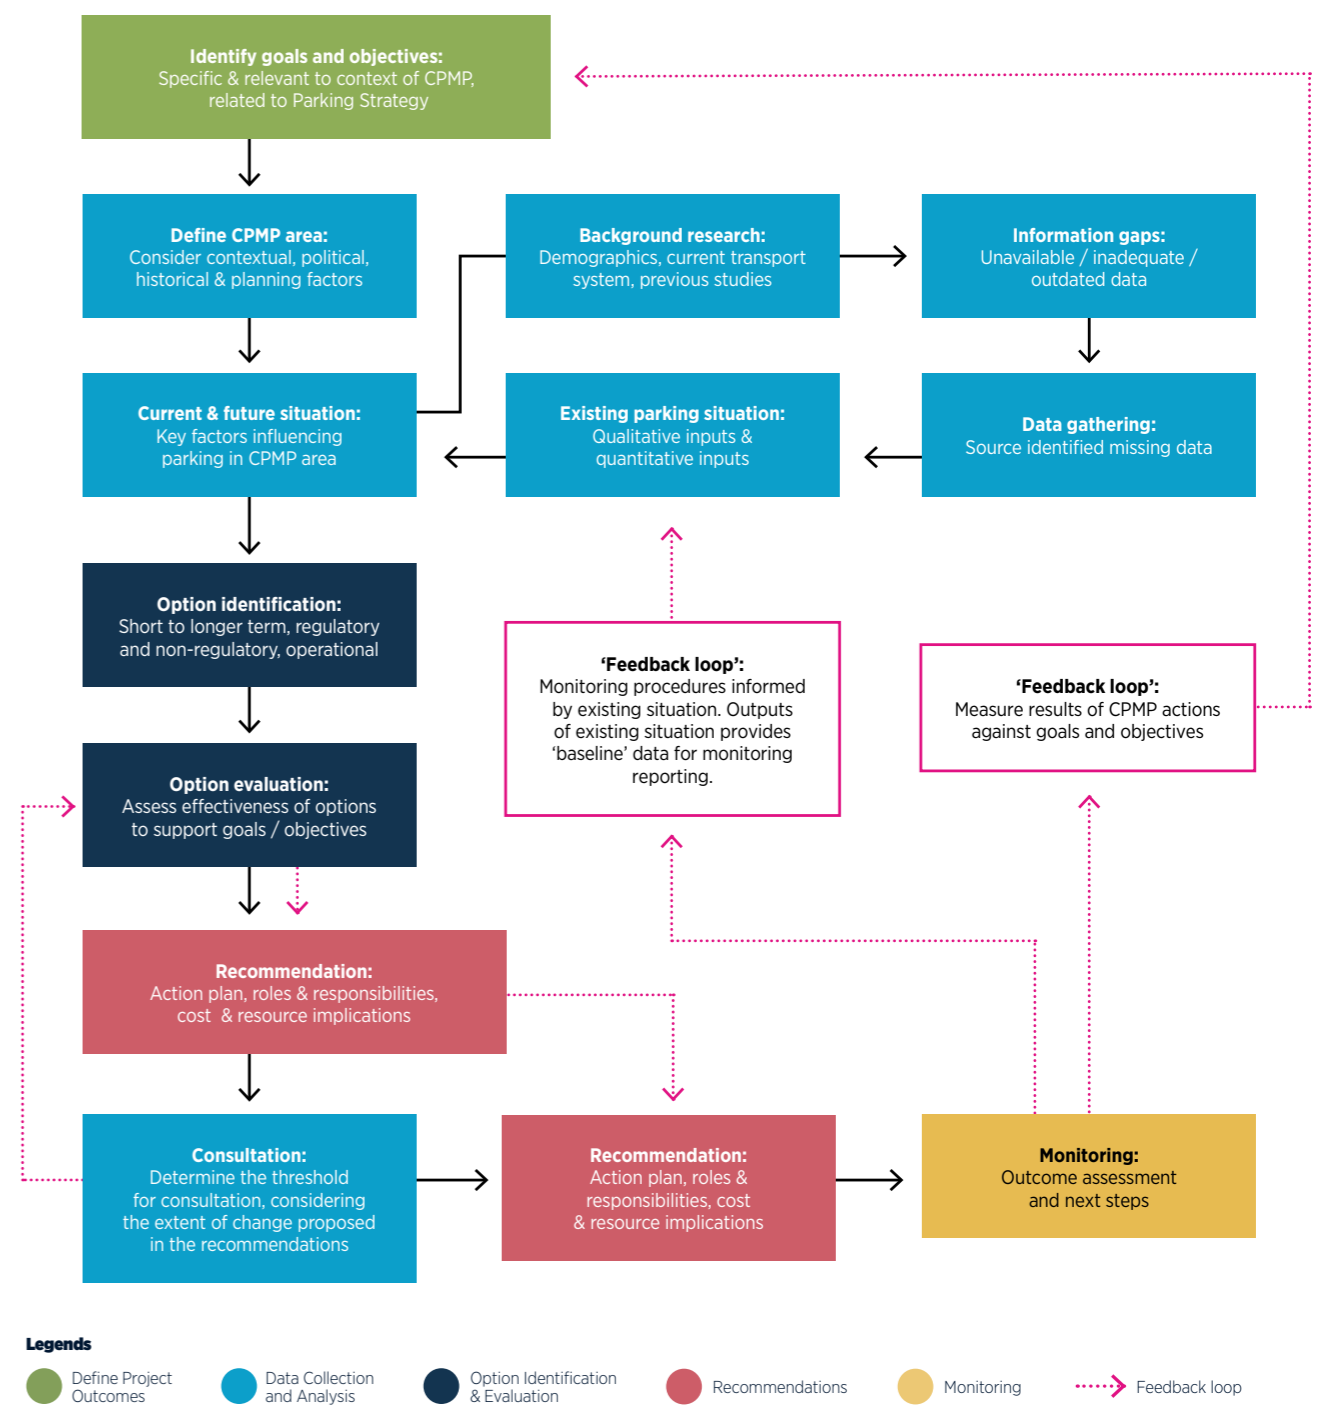 Identify goals and objectives:
Specific & relevant to context of CPMP,
related to Parking Strategy
Define CPMP area:
Consider contextual, political,
historical & planning factors
Background research:
Demographics, current transport
system, previous studies
Information gaps:
Unavailable / inadequate /
outdated data
Current & future situation:
Key factors influencing
parking in CPMP area
Existing parking situation:
Qualitative inputs &
quantitative inputs
Data gathering:
Source identified missing data
Option identification:
Short to longer term, regulatory
and non-regulatory, operational
‘Feedback loop’:
Monitoring procedures informed
by existing situation. Outputs
of existing situation provides
‘baseline’ data for monitoring
reporting.
‘Feedback loop’:
Measure results of CPMP actions
against goals and objectives
Option evaluation:
Assess effectiveness of options
to support goals / objectives
Recommendation:
Action plan, roles & responsibilities,
cost & resource implications
Consultation:
Determine the threshold
for consultation, considering
the extent of change proposed
in the recommendations
Recommendation:
Action plan, roles &
responsibilities, cost
& resource implications
Monitoring:
Outcome assessment
and next steps
Legends
Define Project
Outcomes
Data Collection
and Analysis
Option Identification
& Evaluation
Recommendations
Monitoring
Feedback loop